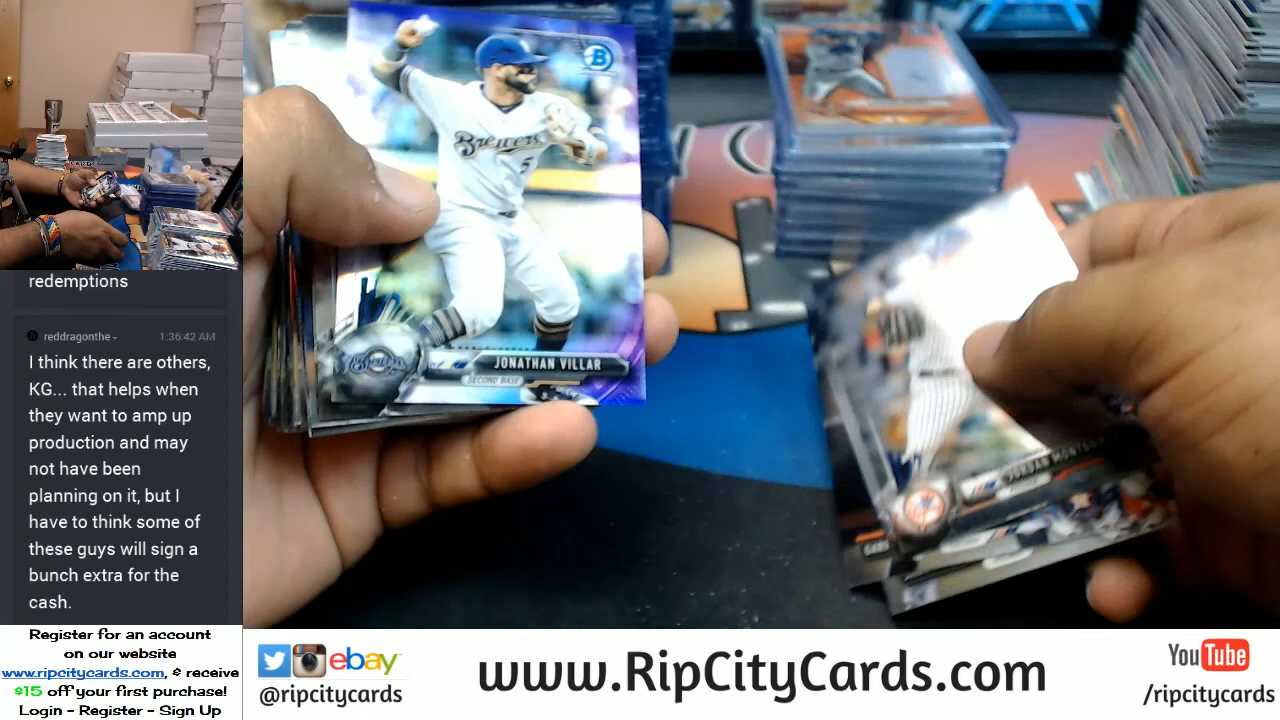 redemptions
reddragonthe
1:36:42 AM
I think there are others,
KG... that helps when
they want to amp up
production and may
not have been
planning on it, but I
have to think some of
these guys will sign a
bunch extra for the
cash.
Register for an account
on our website
www.ripcitycards.com, & receive
$15 off your first purchase!
Login - Register - Sign Up
B
Brewers
5
Brewers
JONATHAN VILLAR
SECOND BASE
JORDAN
ebay
@ripcitycards
www.RipCityCards.com
YouTube
/ripcitycards